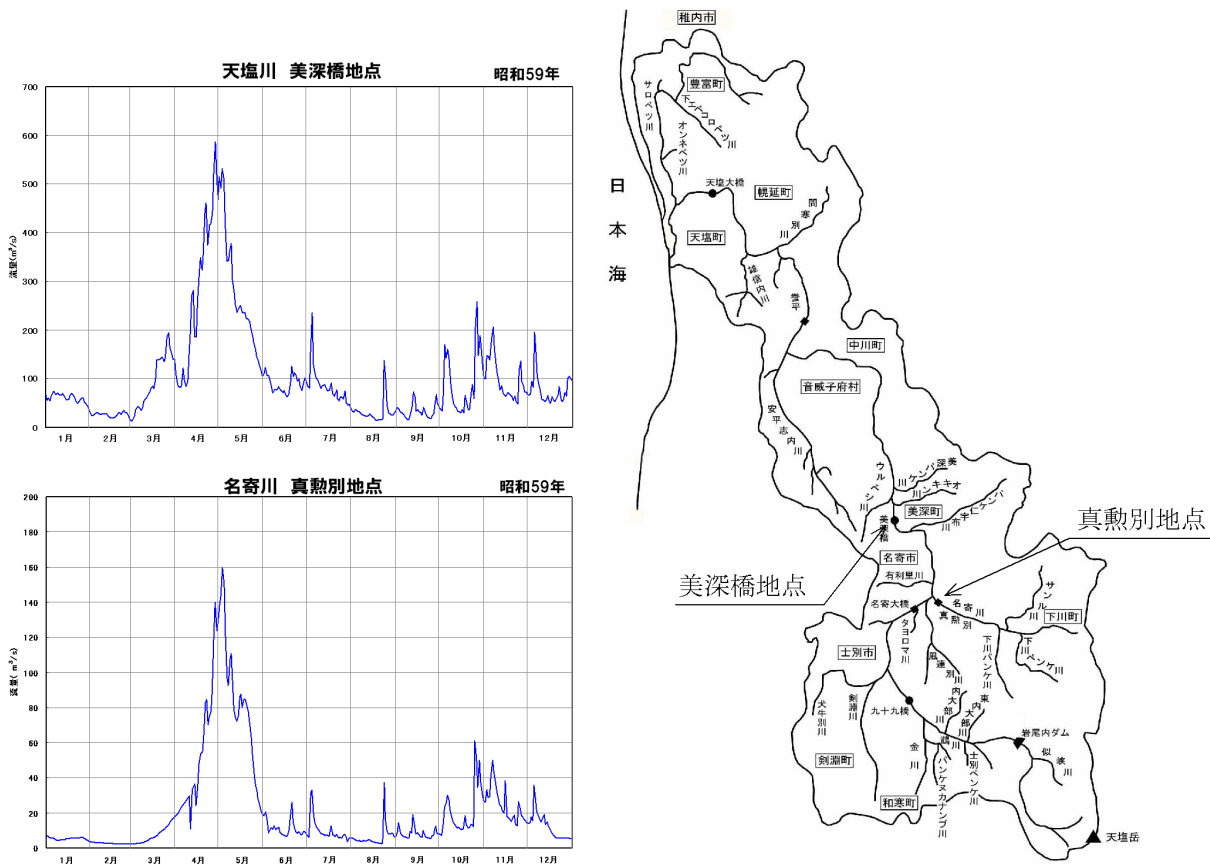 天塩川 美深橋地点
昭和59年
700
600
500
400
300
200
100
0
流量(m³/s)
1月 2月 3月 4月 5月 6月 7月 8月 9月 10月 11月 12月
名寄川 真勲別地点
昭和59年
200
180
160
140
120
100
80
60
40
20
0
流量(m³/s)
1月 2月 3月 4月 5月 6月 7月 8月 9月 10月 11月 12月
稚内市
豊富町
サロベツ川
下エベコロベツ川
オンネベツ川
日本海
天塩大橋
幌延町
問寒別川
天塩町
雄信内川
誉平
中川町
音威子府村
安平志内川
ウルベシ川
美深パンケ川
オキキンニ川
美深町
パンケ仁宇布川
美深橋
真勲別地点
美深橋地点
名寄市
有利里川
名寄大橋
名寄川
真勲別
サンル川
下川町
タヨロマ川
風連別川
下川パンケ川
下川ペンケ川
士別市
犬牛別川
剣淵川
九十九橋
内大部川
東内大部川
岩尾内ダム
似峡川
剣淵町
金川
士別ペンケ川
パンケヌカナンプ川
和寒町
天塩岳